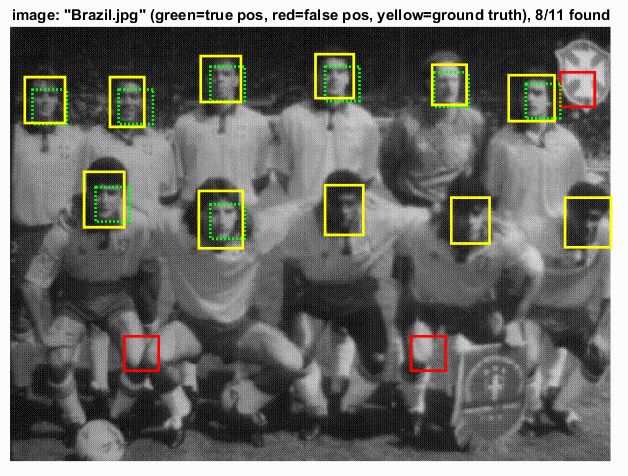 image: "Brazil.jpg" (green=true pos, red=false pos, yellow=ground truth), 8/11 found